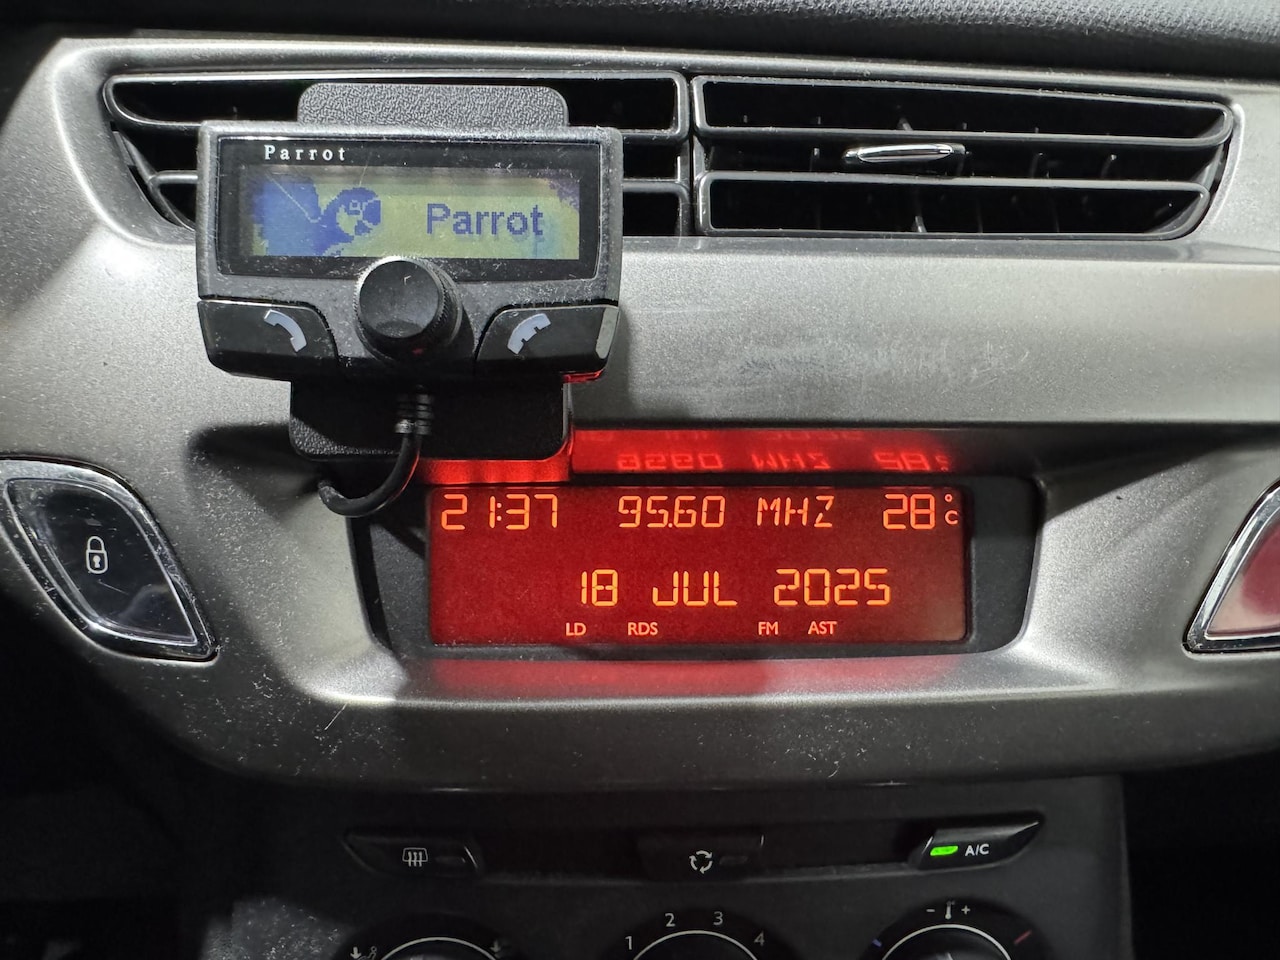 Parrot
Parrot
21:37 95.60 MHZ 28°C
18 JUL 2025
LD RDS FM AST
A/C
1 2 3 4
- +